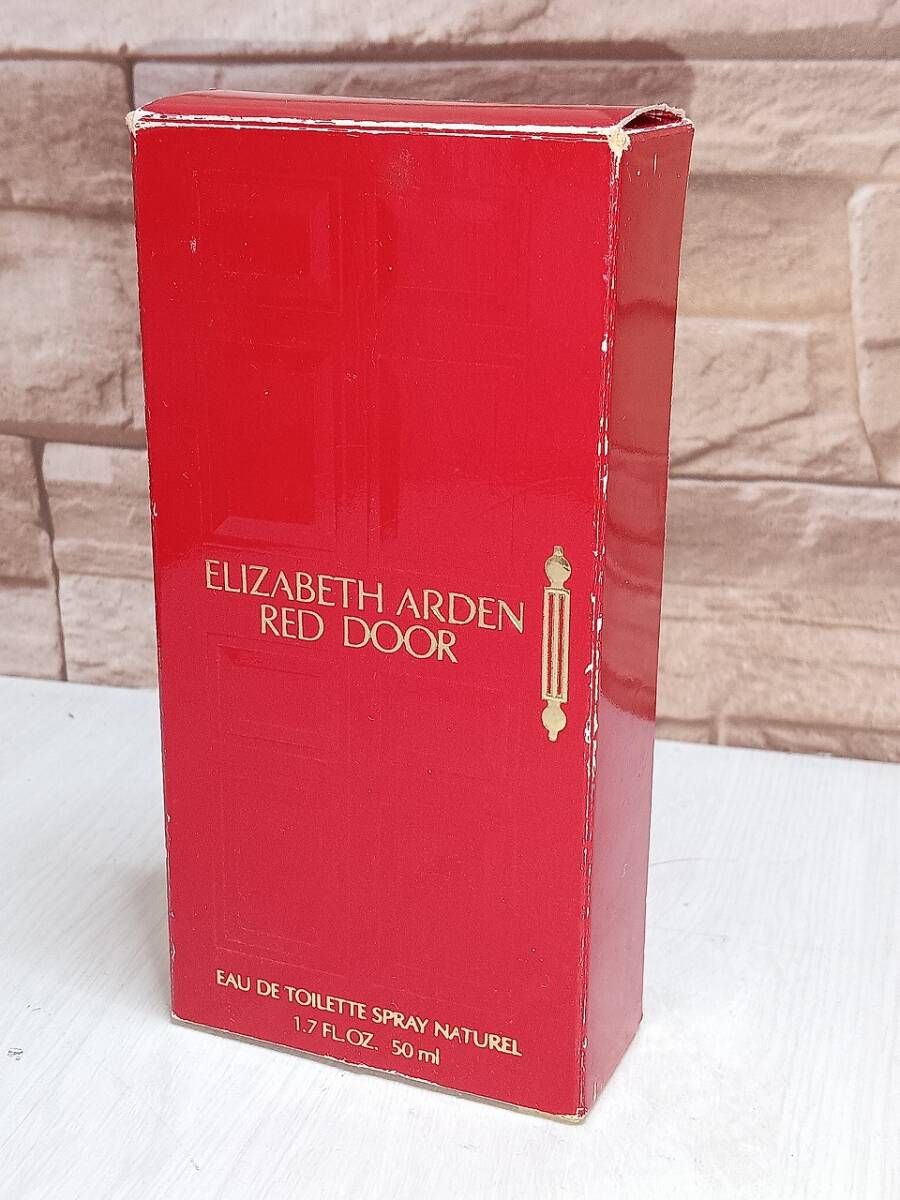 ELIZABETH ARDEN
RED DOOR
EAU DE TOILETTE SPRAY NATUREL
1.7 FL.OZ. 50 ml